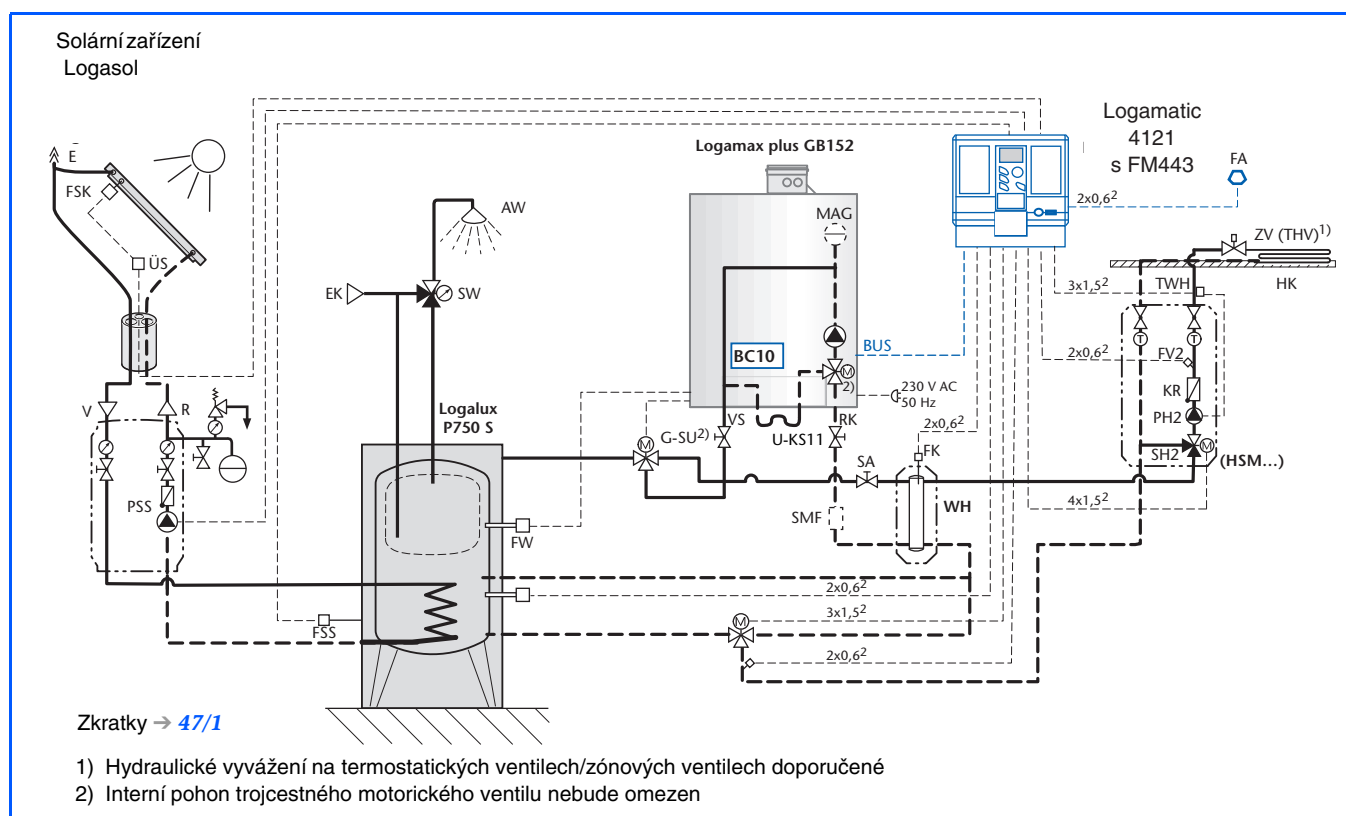 Solární zařízení
Logasol
Logamatic
4121
s FM443
Logamax plus GB152
E
FSK
ÜS
AW
EK
SW
MAG
FA
2x0,6²
ZV (THV)¹⁾
HK
TWH
3x1,5²
BUS
BC10
2)
230 V AC
50 Hz
2x0,6²
FV2
KR
PH2
SH2
(HSM...)
V
R
PSS
Logalux
P750 S
G-SU²⁾
VS
U-KS11
RK
2x0,6²
FK
SA
WH
SMF
4x1,5²
FW
2x0,6²
3x1,5²
FSS
2x0,6²
M
M
M
M
T
T
Zkratky ➔ 47/1
1) Hydraulické vyvážení na termostatických ventilech/zónových ventilech doporučené
2) Interní pohon trojcestného motorického ventilu nebude omezen